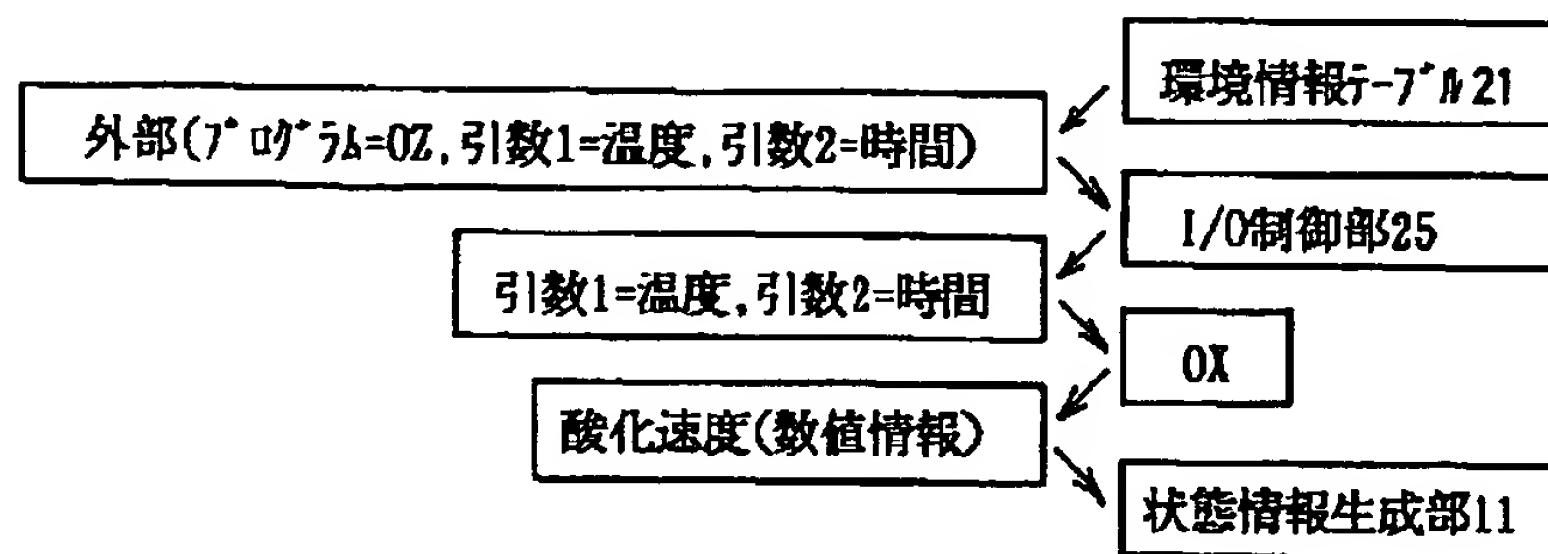 環境情報ﾃｰﾌﾞﾙ21
外部(ﾌﾟﾛｸﾞﾗﾑ=OZ,引数1=温度,引数2=時間)
I/O制御部25
引数1=温度,引数2=時間
OX
酸化速度(数値情報)
状態情報生成部11